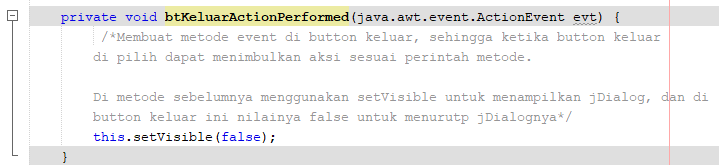 private void btKeluarActionPerformed(java.awt.event.ActionEvent evt) {
/*Membuat metode event di button keluar, sehingga ketika button keluar
di pilih dapat menimbulkan aksi sesuai perintah metode.
Di metode sebelumnya menggunakan setVisible untuk menampilkan jDialog, dan di
button keluar ini nilainya false untuk menurutp jDialognya*/
this.setVisible(false);
}